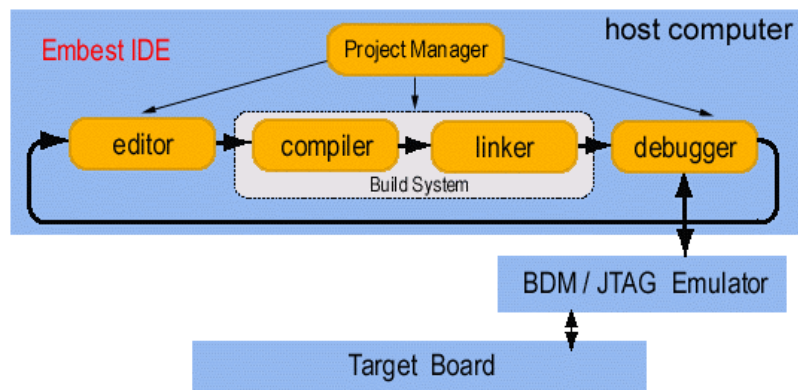 host computer
Embest IDE
Project Manager
editor
compiler
linker
debugger
Build System
BDM / JTAG Emulator
Target Board